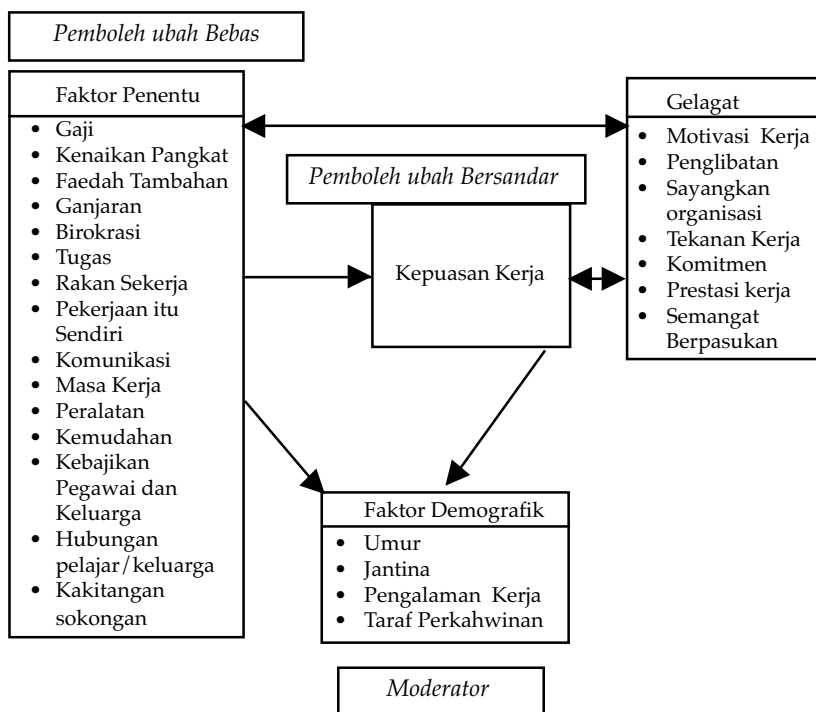 Pemboleh ubah Bebas
Faktor Penentu
• Gaji
• Kenaikan Pangkat
• Faedah Tambahan
• Ganjaran
• Birokrasi
• Tugas
• Rakan Sekerja
• Pekerjaan itu
Sendiri
• Komunikasi
• Masa Kerja
• Peralatan
• Kemudahan
• Kebajikan
Pegawai dan
Keluarga
• Hubungan
pelajar/keluarga
• Kakitangan
sokongan
Pemboleh ubah Bersandar
Kepuasan Kerja
Gelagat
• Motivasi Kerja
• Penglibatan
• Sayangkan
organisasi
• Tekanan Kerja
• Komitmen
• Prestasi kerja
• Semangat
Berpasukan
Faktor Demografik
• Umur
• Jantina
• Pengalaman Kerja
• Taraf Perkahwinan
Moderator